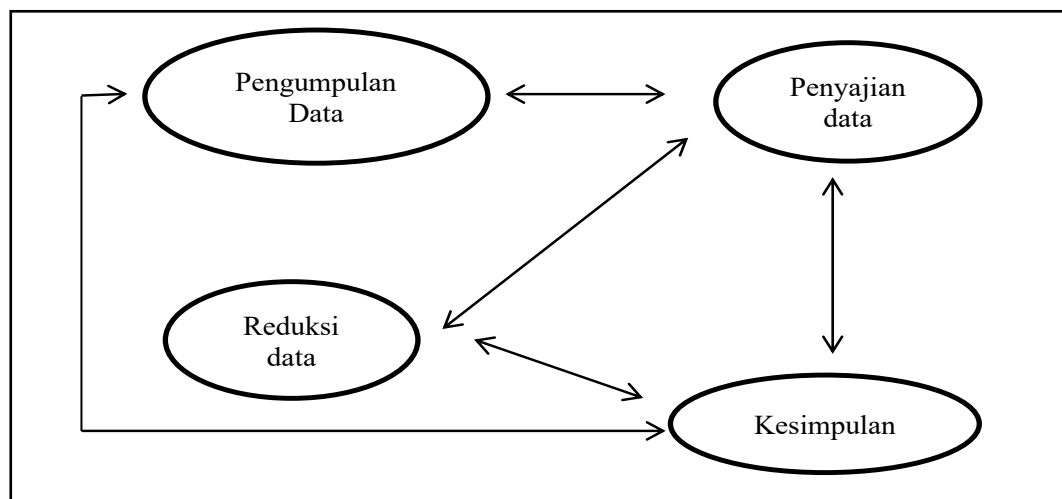 Pengumpulan
Data
Penyajian
data
Reduksi
data
Kesimpulan